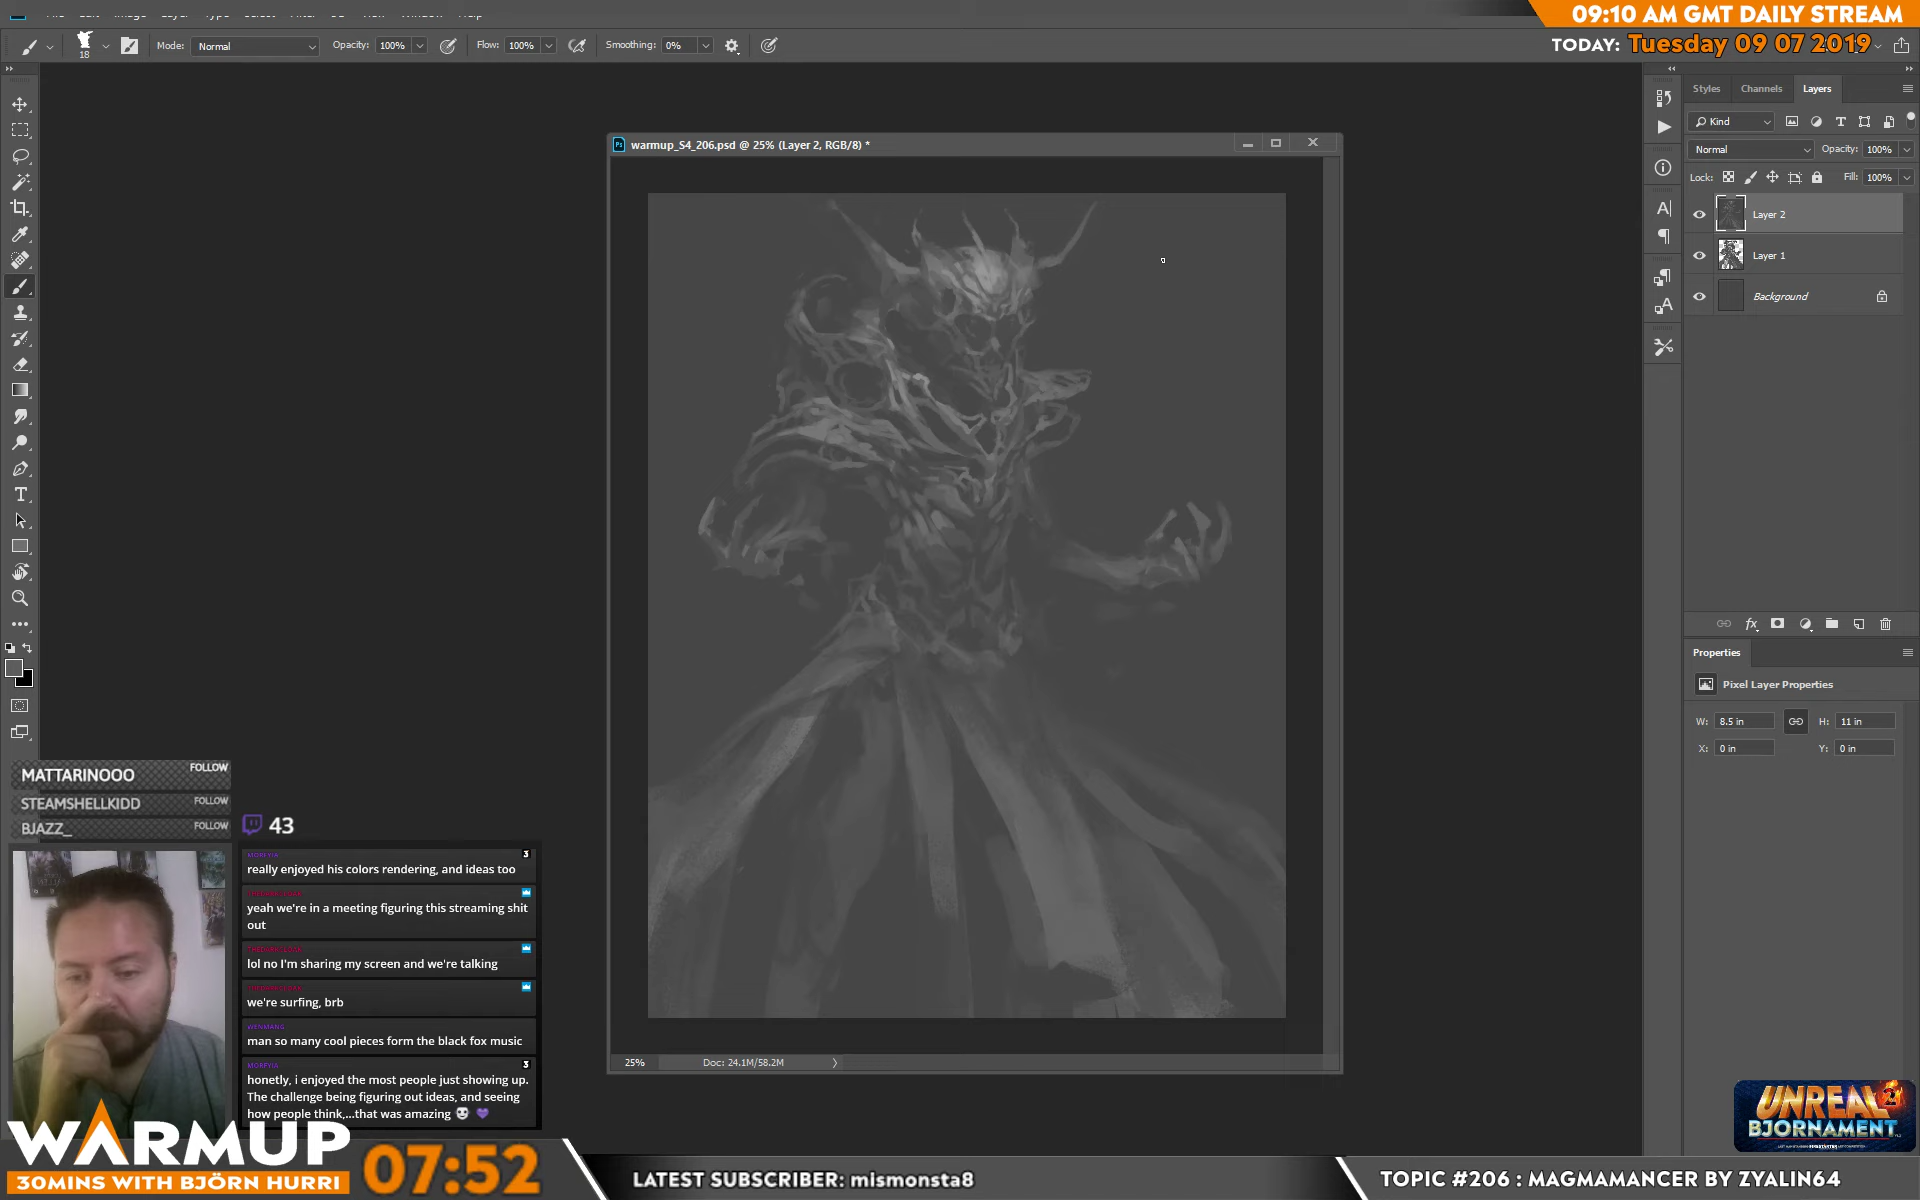 09:10 AM GMT DAILY STREAM
TODAY: Tuesday 09 07 2019
18
Mode: Normal
Opacity: 100%
Flow: 100%
Smoothing: 0%
warmup_S4_206.psd @ 25% (Layer 2, RGB/8) *
Styles
Channels
Layers
Kind
Normal
Opacity: 100%
Lock:
Fill: 100%
Layer 2
Layer 1
Background
Properties
Pixel Layer Properties
W: 8.5 in
H: 11 in
X: 0 in
Y: 0 in
25%
Doc: 24.1M/58.2M
MATTARINOOO FOLLOW
STEAMSHELLKIDD FOLLOW
BJAZZ_ FOLLOW
43
MOREYIA
really enjoyed his colors rendering, and ideas too
yeah we're in a meeting figuring this streaming shit
out
lol no I'm sharing my screen and we're talking
we're surfing, brb
WENMANG
man so many cool pieces form the black fox music
MOREYIA
honetly, i enjoyed the most people just showing up.
The challenge being figuring out ideas, and seeing
how people think,...that was amazing
WARMUP
30MINS WITH BJÖRN HURRI
07:52
LATEST SUBSCRIBER: mismonsta8
TOPIC #206 : MAGMAMANCER BY ZYALIN64
UNREAL 2
BJORNAMENT